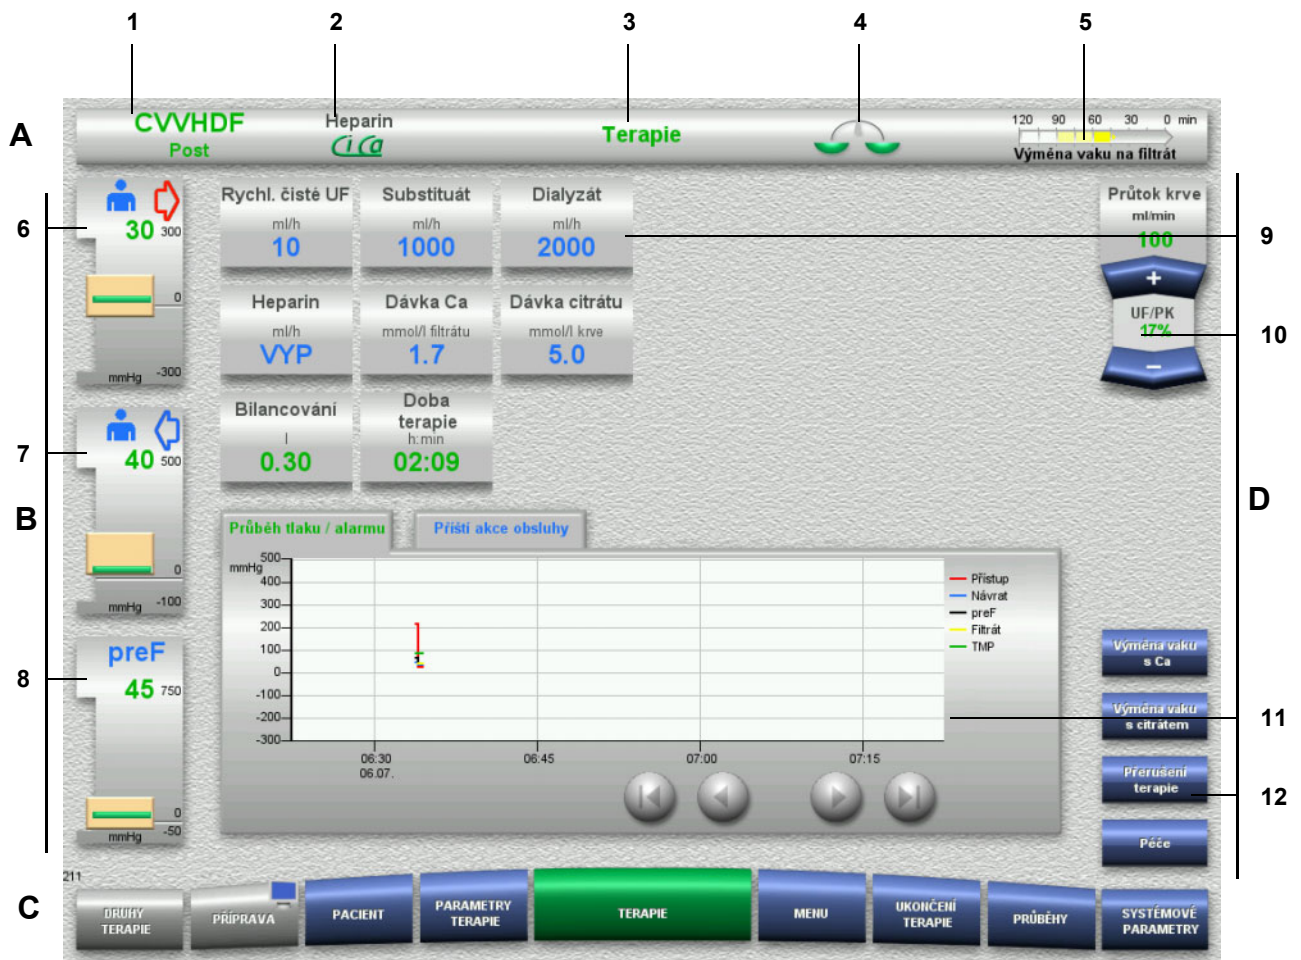 1 2 3 4 5
A
CVVHDF
Post
Heparin
CiCa
Terapie
120 90 60 30 0 min
Výměna vaku na filtrát
6
30 300
0
mmHg -300
7
40 500
0
mmHg -100
B
8
preF
45 750
0
mmHg -50
Rychl. čisté UF
ml/h
10
Substituát
ml/h
1000
Dialyzát
ml/h
2000
Heparin
ml/h
VYP
Dávka Ca
mmol/l filtrátu
1.7
Dávka citrátu
mmol/l krve
5.0
Bilancování
l
0.30
Doba
terapie
h:min
02:09
Průběh tlaku / alarmu
Příští akce obsluhy
mmHg
500
400
300
200
100
0
-100
-200
-300
06:30 06:45 07:00 07:15
06.07.
Přístup
Návrat
preF
Filtrát
TMP
Průtok krve
ml/min
100
+
UF/PK
17%
−
9
10
D
11
12
Výměna vaku
s Ca
Výměna vaku
s citrátem
Přerušení
terapie
Péče
211
C
DRUHY
TERAPIE
PŘÍPRAVA
PACIENT
PARAMETRY
TERAPIE
TERAPIE
MENU
UKONČENÍ
TERAPIE
PRŮBĚHY
SYSTÉMOVÉ
PARAMETRY